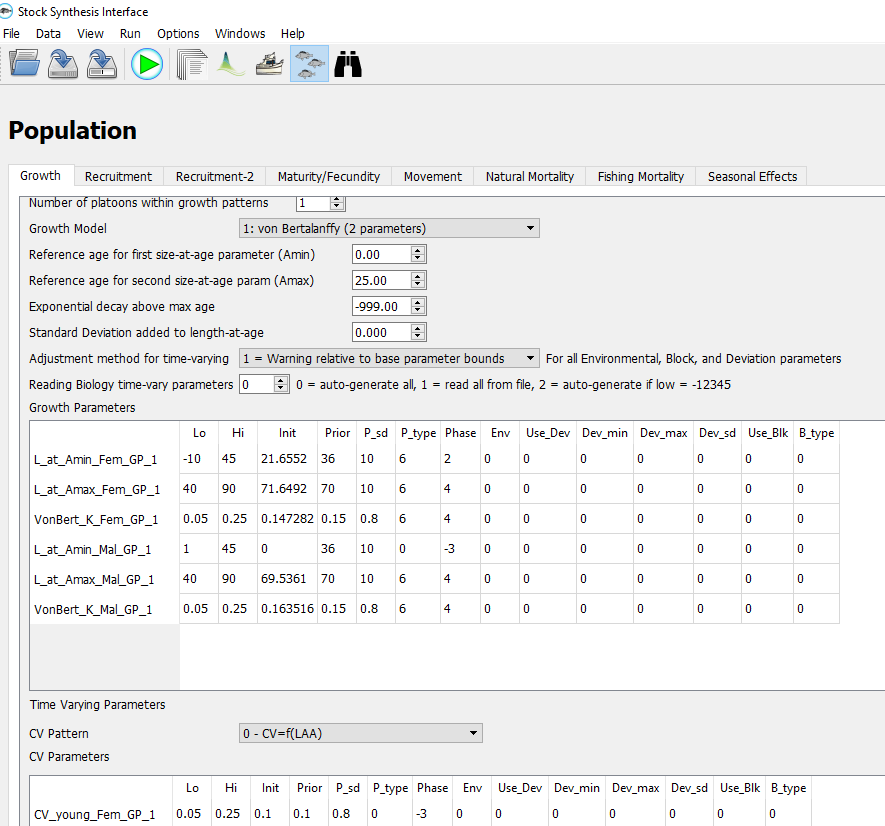 Stock Synthesis Interface
File Data View Run Options Windows Help
Population
Growth Recruitment Recruitment-2 Maturity/Fecundity Movement Natural Mortality Fishing Mortality Seasonal Effects
Number of platoons within growth patterns 1
Growth Model 1: von Bertalanffy (2 parameters)
Reference age for first size-at-age parameter (Amin) 0.00
Reference age for second size-at-age param (Amax) 25.00
Exponential decay above max age -999.00
Standard Deviation added to length-at-age 0.000
Adjustment method for time-varying 1 = Warning relative to base parameter bounds For all Environmental, Block, and Deviation parameters
Reading Biology time-vary parameters 0 0 = auto-generate all, 1 = read all from file, 2 = auto-generate if low = -12345
Growth Parameters
Lo Hi Init Prior P_sd P_type Phase Env Use_Dev Dev_min Dev_max Dev_sd Use_Blk B_type
L_at_Amin_Fem_GP_1 -10 45 21.6552 36 10 6 2 0 0 0 0 0 0 0
L_at_Amax_Fem_GP_1 40 90 71.6492 70 10 6 4 0 0 0 0 0 0 0
VonBert_K_Fem_GP_1 0.05 0.25 0.147282 0.15 0.8 6 4 0 0 0 0 0 0 0
L_at_Amin_Mal_GP_1 1 45 0 36 10 0 -3 0 0 0 0 0 0 0
L_at_Amax_Mal_GP_1 40 90 69.5361 70 10 6 4 0 0 0 0 0 0 0
VonBert_K_Mal_GP_1 0.05 0.25 0.163516 0.15 0.8 6 4 0 0 0 0 0 0 0
Time Varying Parameters
CV Pattern 0 - CV=f(LAA)
CV Parameters
Lo Hi Init Prior P_sd P_type Phase Env Use_Dev Dev_min Dev_max Dev_sd Use_Blk B_type
CV_young_Fem_GP_1 0.05 0.25 0.1 0.1 0.8 0 -3 0 0 0 0 0 0 0